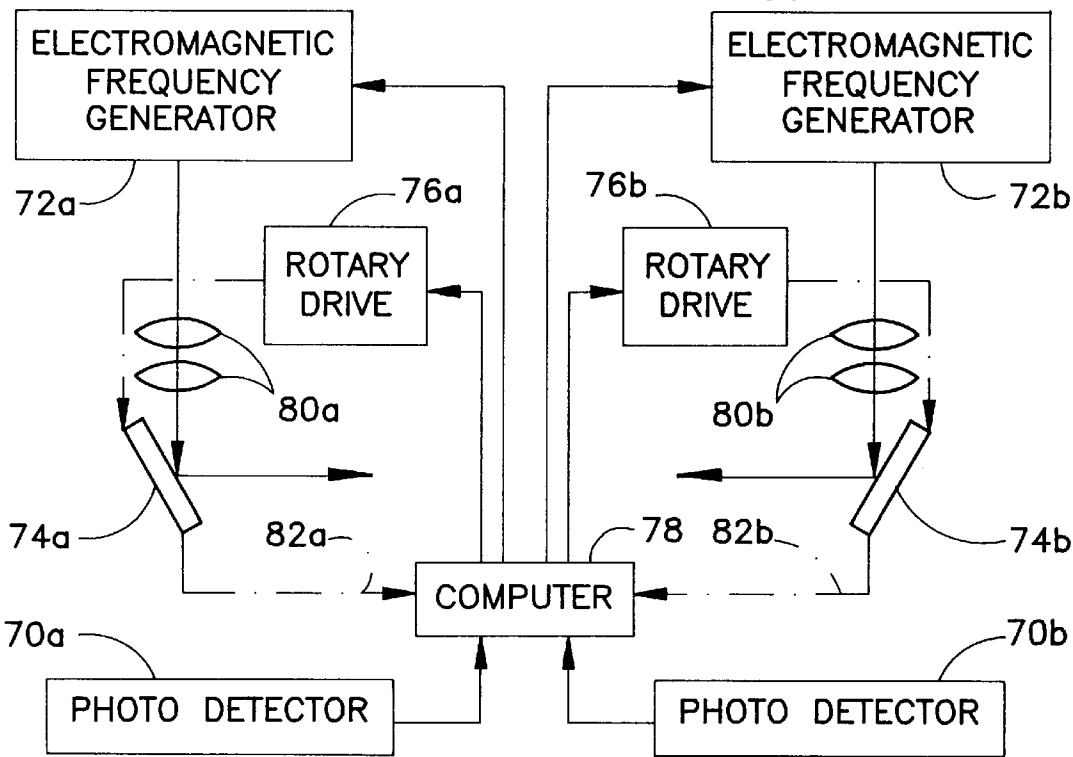 ELECTROMAGNETIC
FREQUENCY
GENERATOR
ELECTROMAGNETIC
FREQUENCY
GENERATOR
72a
76a
76b
72b
ROTARY
DRIVE
ROTARY
DRIVE
80a
80b
74a
82a
78
82b
74b
COMPUTER
70a
70b
PHOTO DETECTOR
PHOTO DETECTOR